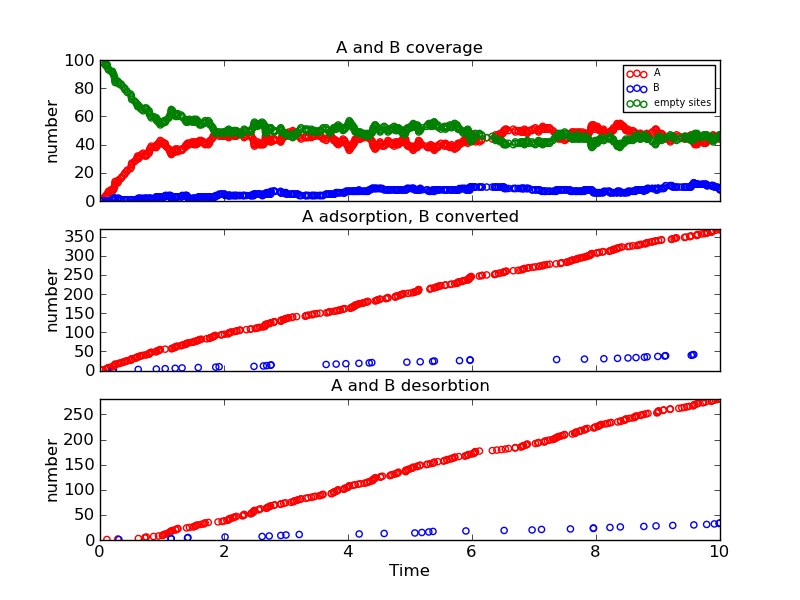 A and B coverage
100
80
60
40
20
0
number
A
B
empty sites
A adsorption, B converted
350
300
250
200
150
100
50
0
number
A and B desorbtion
250
200
150
100
50
0
number
0 2 4 6 8 10
Time